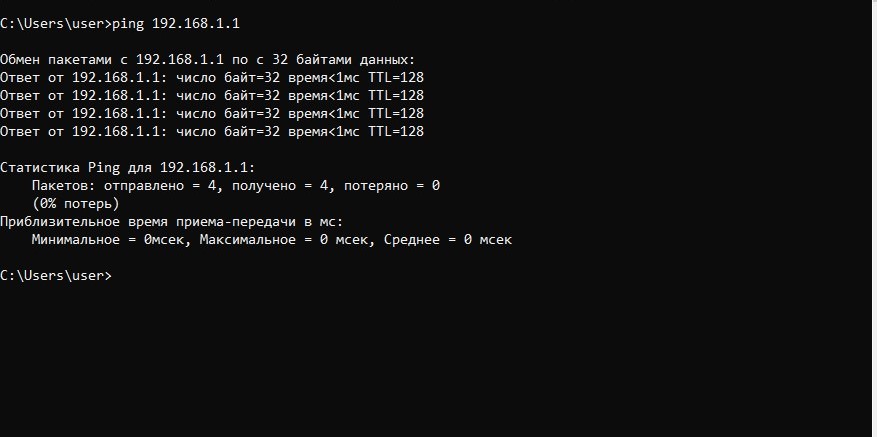 C:\Users\user>ping 192.168.1.1
Обмен пакетами с 192.168.1.1 по с 32 байтами данных:
Ответ от 192.168.1.1: число байт=32 время<1мс TTL=128
Ответ от 192.168.1.1: число байт=32 время<1мс TTL=128
Ответ от 192.168.1.1: число байт=32 время<1мс TTL=128
Ответ от 192.168.1.1: число байт=32 время<1мс TTL=128
Статистика Ping для 192.168.1.1:
    Пакетов: отправлено = 4, получено = 4, потеряно = 0
    (0% потерь)
Приблизительное время приема-передачи в мс:
    Минимальное = 0мсек, Максимальное = 0 мсек, Среднее = 0 мсек
C:\Users\user>